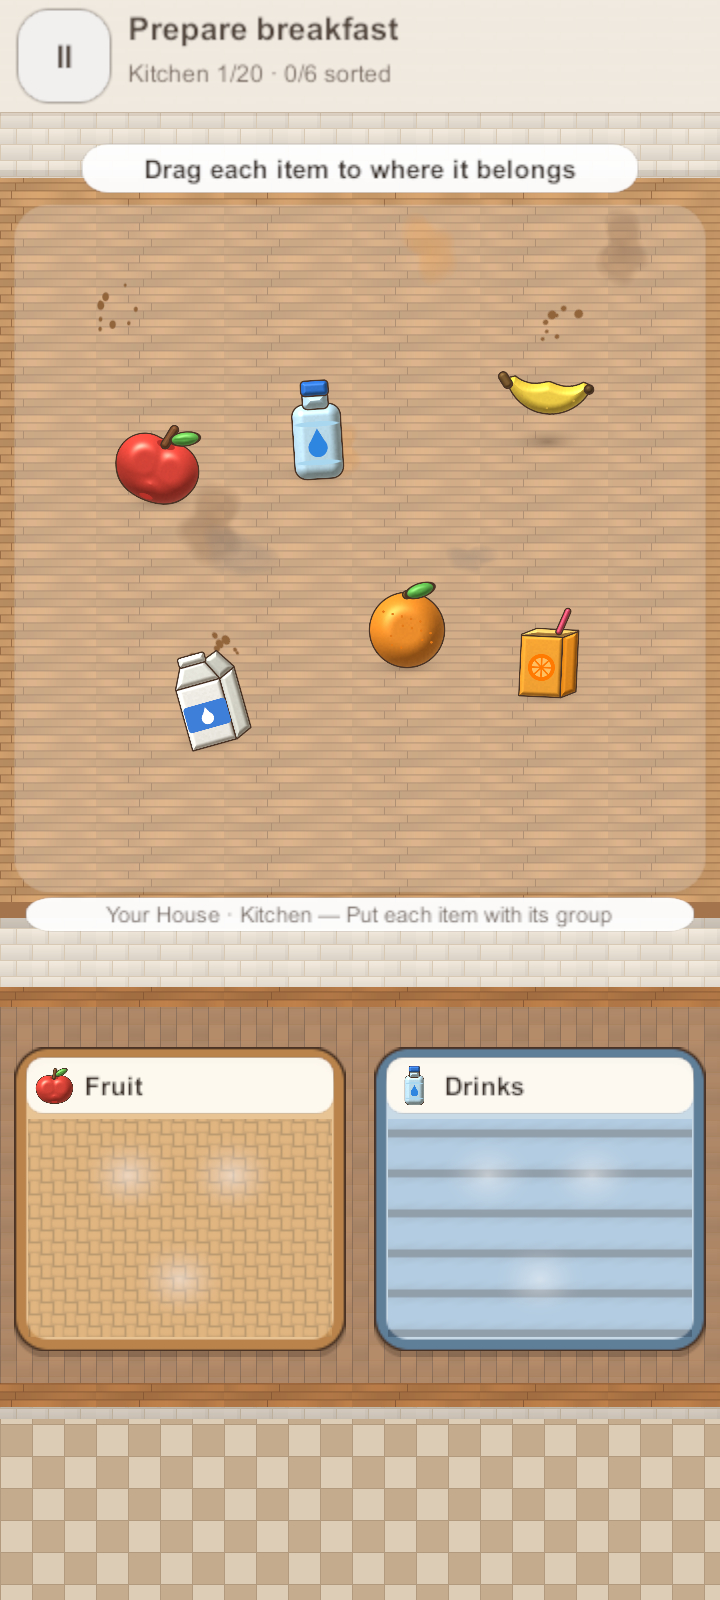 Prepare breakfast
Kitchen 1/20 · 0/6 sorted
Drag each item to where it belongs
Your House · Kitchen — Put each item with its group
Fruit
Drinks